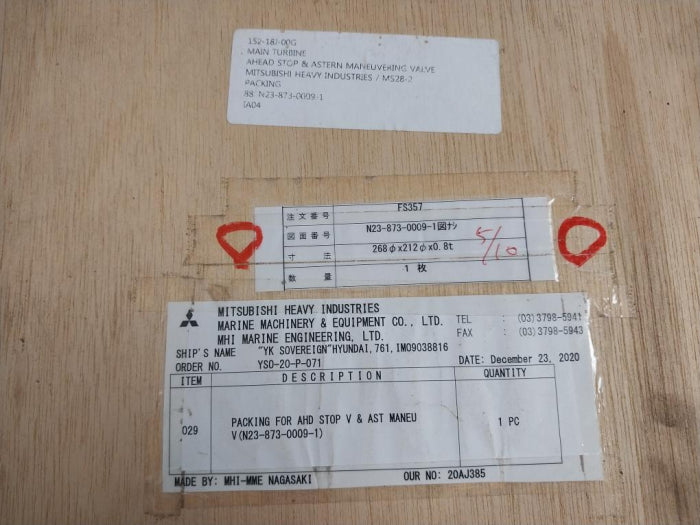 152-187-00G
MAIN TURBINE
AHEAD STOP & ASTERN MANEUVERING VALVE
MITSUBISHI HEAVY INDUSTRIES / MS28-2
PACKING
88: N23-873-0009-1
IA04
注文番号 FS357
図面番号 N23-873-0009-1図ナシ
寸法 268φx212φx0.8t
数量 1枚
5/10
MITSUBISHI HEAVY INDUSTRIES
MARINE MACHINERY & EQUIPMENT CO., LTD. TEL : (03)3798-5941
MHI MARINE ENGINEERING, LTD. FAX : (03)3798-5943
SHIP'S NAME "YK SOVEREIGN"HYUNDAI,761,IMO9038816
ORDER NO. YSO-20-P-071 DATE: December 23, 2020
ITEM DESCRIPTION QUANTITY
029 PACKING FOR AHD STOP V & AST MANEU 1 PC
V(N23-873-0009-1)
MADE BY: MHI-MME NAGASAKI OUR NO: 20AJ385